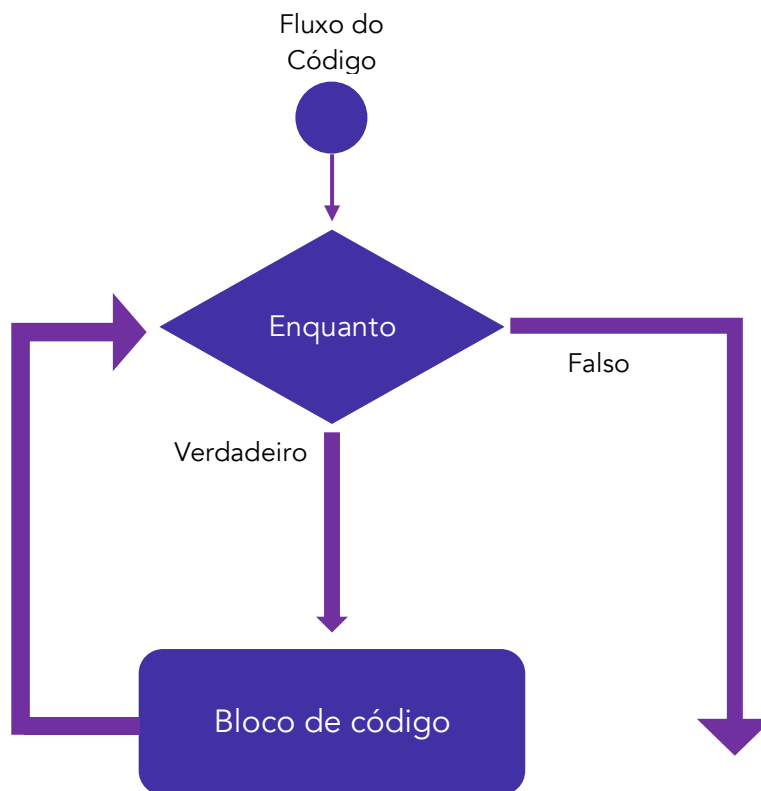 Fluxo do
Código
Enquanto
Falso
Verdadeiro
Bloco de código